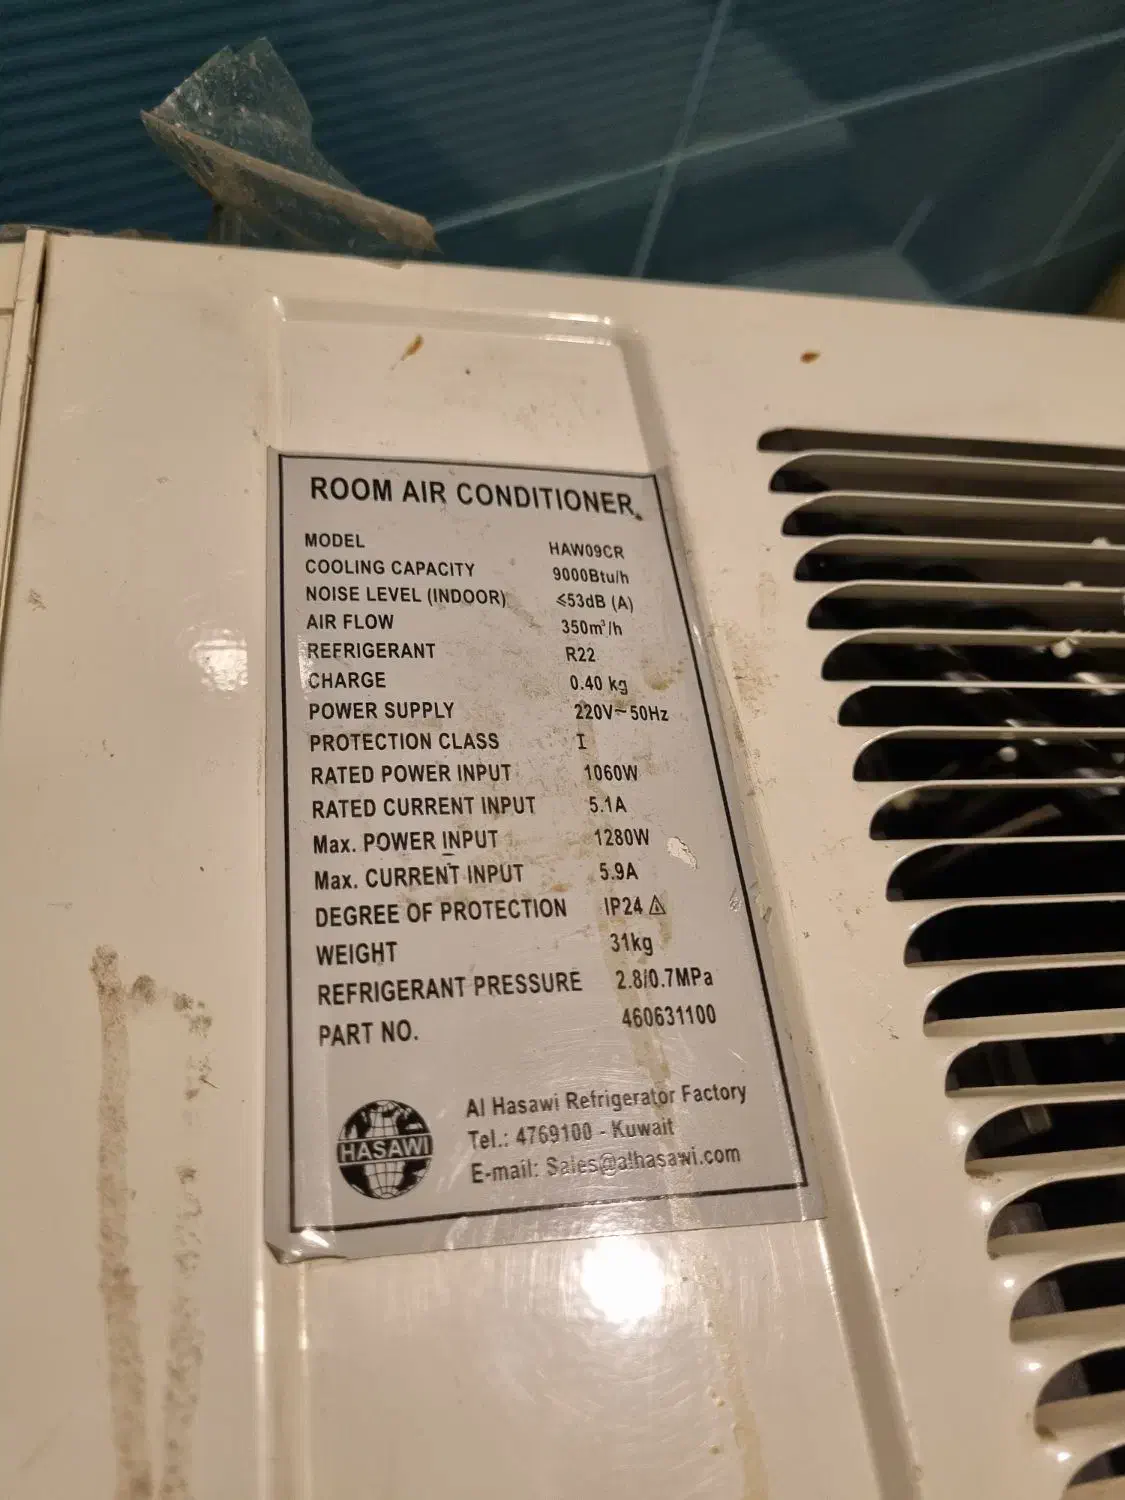 ROOM AIR CONDITIONER
MODEL HAW09CR
COOLING CAPACITY 9000Btu/h
NOISE LEVEL (INDOOR) ≤53dB (A)
AIR FLOW 350m³/h
REFRIGERANT R22
CHARGE 0.40 kg
POWER SUPPLY 220V~50Hz
PROTECTION CLASS I
RATED POWER INPUT 1060W
RATED CURRENT INPUT 5.1A
Max. POWER INPUT 1280W
Max. CURRENT INPUT 5.9A
DEGREE OF PROTECTION IP24
WEIGHT 31kg
REFRIGERANT PRESSURE 2.8/0.7MPa
PART NO. 460631100
HASAWI
Al Hasawi Refrigerator Factory
Tel.: 4769100 - Kuwait
E-mail: Sales@alhasawi.com